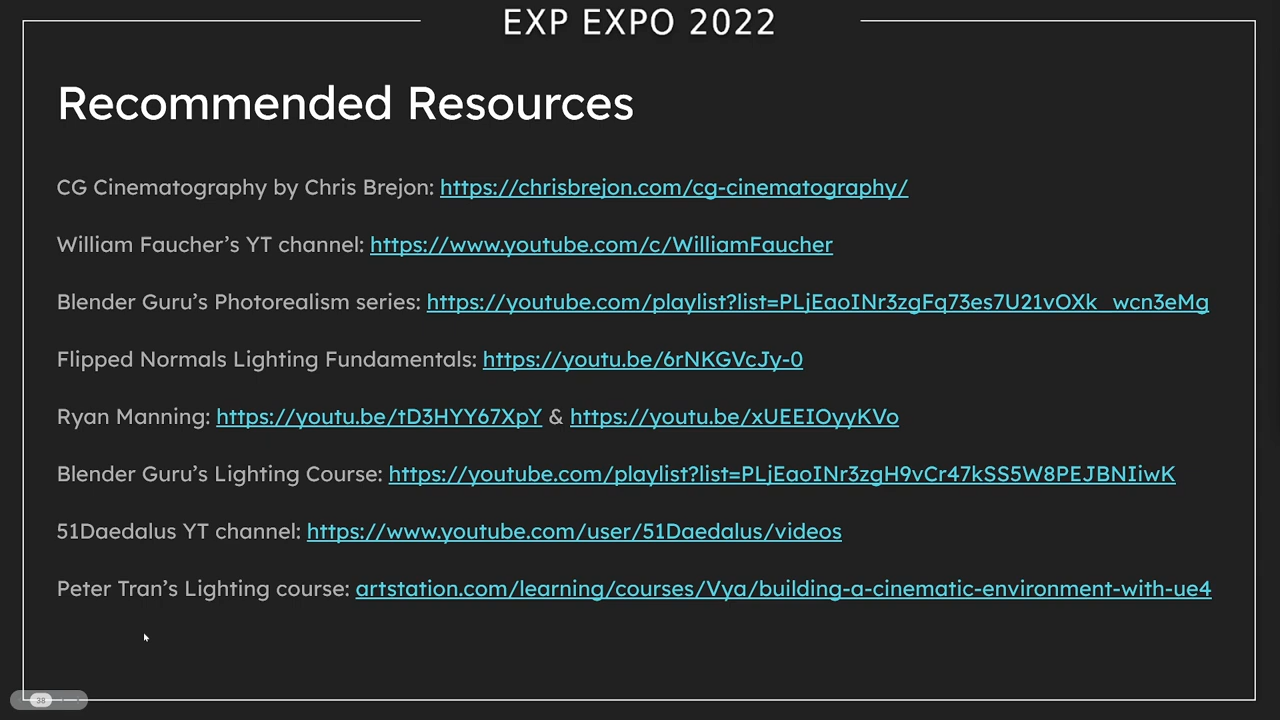 EXP EXPO 2022
Recommended Resources
CG Cinematography by Chris Brejon: https://chrisbrejon.com/cg-cinematography/
William Faucher’s YT channel: https://www.youtube.com/c/WilliamFaucher
Blender Guru’s Photorealism series: https://youtube.com/playlist?list=PLjEaoINr3zgFq73es7U21vOXk_wcn3eMg
Flipped Normals Lighting Fundamentals: https://youtu.be/6rNKGVcJy-0
Ryan Manning: https://youtu.be/tD3HYY67XpY & https://youtu.be/xUEEIOyyKVo
Blender Guru’s Lighting Course: https://youtube.com/playlist?list=PLjEaoINr3zgH9vCr47kSS5W8PEJBNIiwK
51Daedalus YT channel: https://www.youtube.com/user/51Daedalus/videos
Peter Tran’s Lighting course: artstation.com/learning/courses/Vya/building-a-cinematic-environment-with-ue4
38